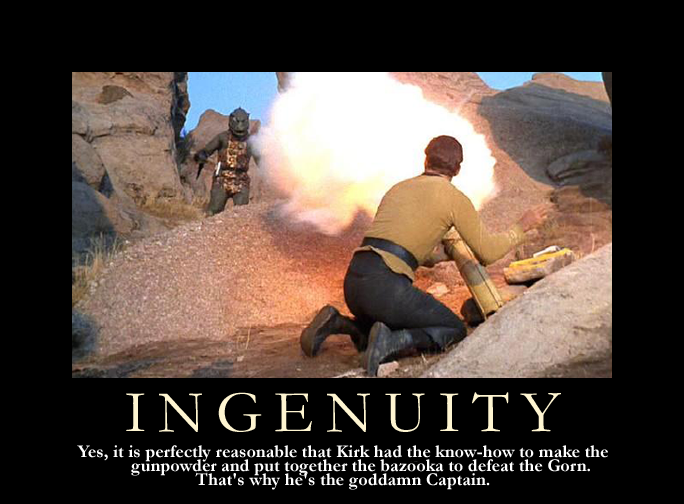 INGENUITY
Yes, it is perfectly reasonable that Kirk had the know-how to make the
gunpowder and put together the bazooka to defeat the Gorn.
That's why he's the goddamn Captain.